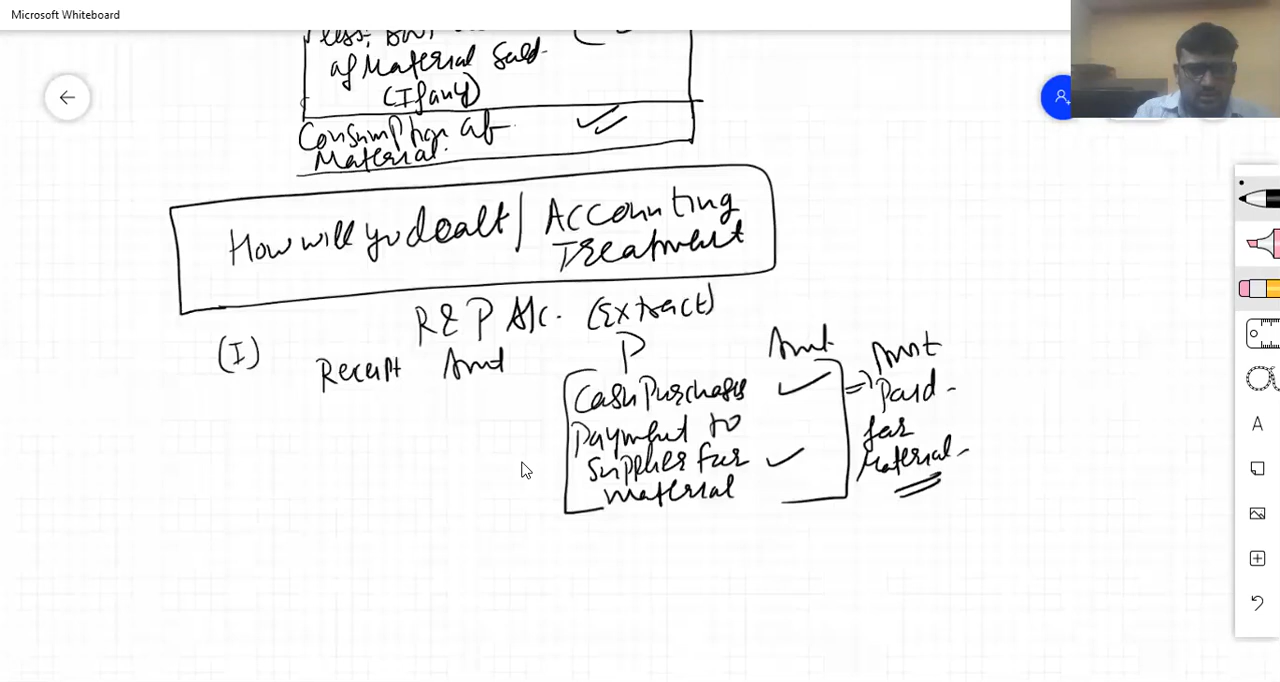 Microsoft Whiteboard
less:
of Material Sold
(If any)
Consumption of
Material.
How will you dealt / Accounting
Treatment
R & P A/c. (Extract)
(I)
Receipt Amt P Amt
Cash Purchases
Payment to
Supplier for
material
=> Amt
Paid
for
Material
A